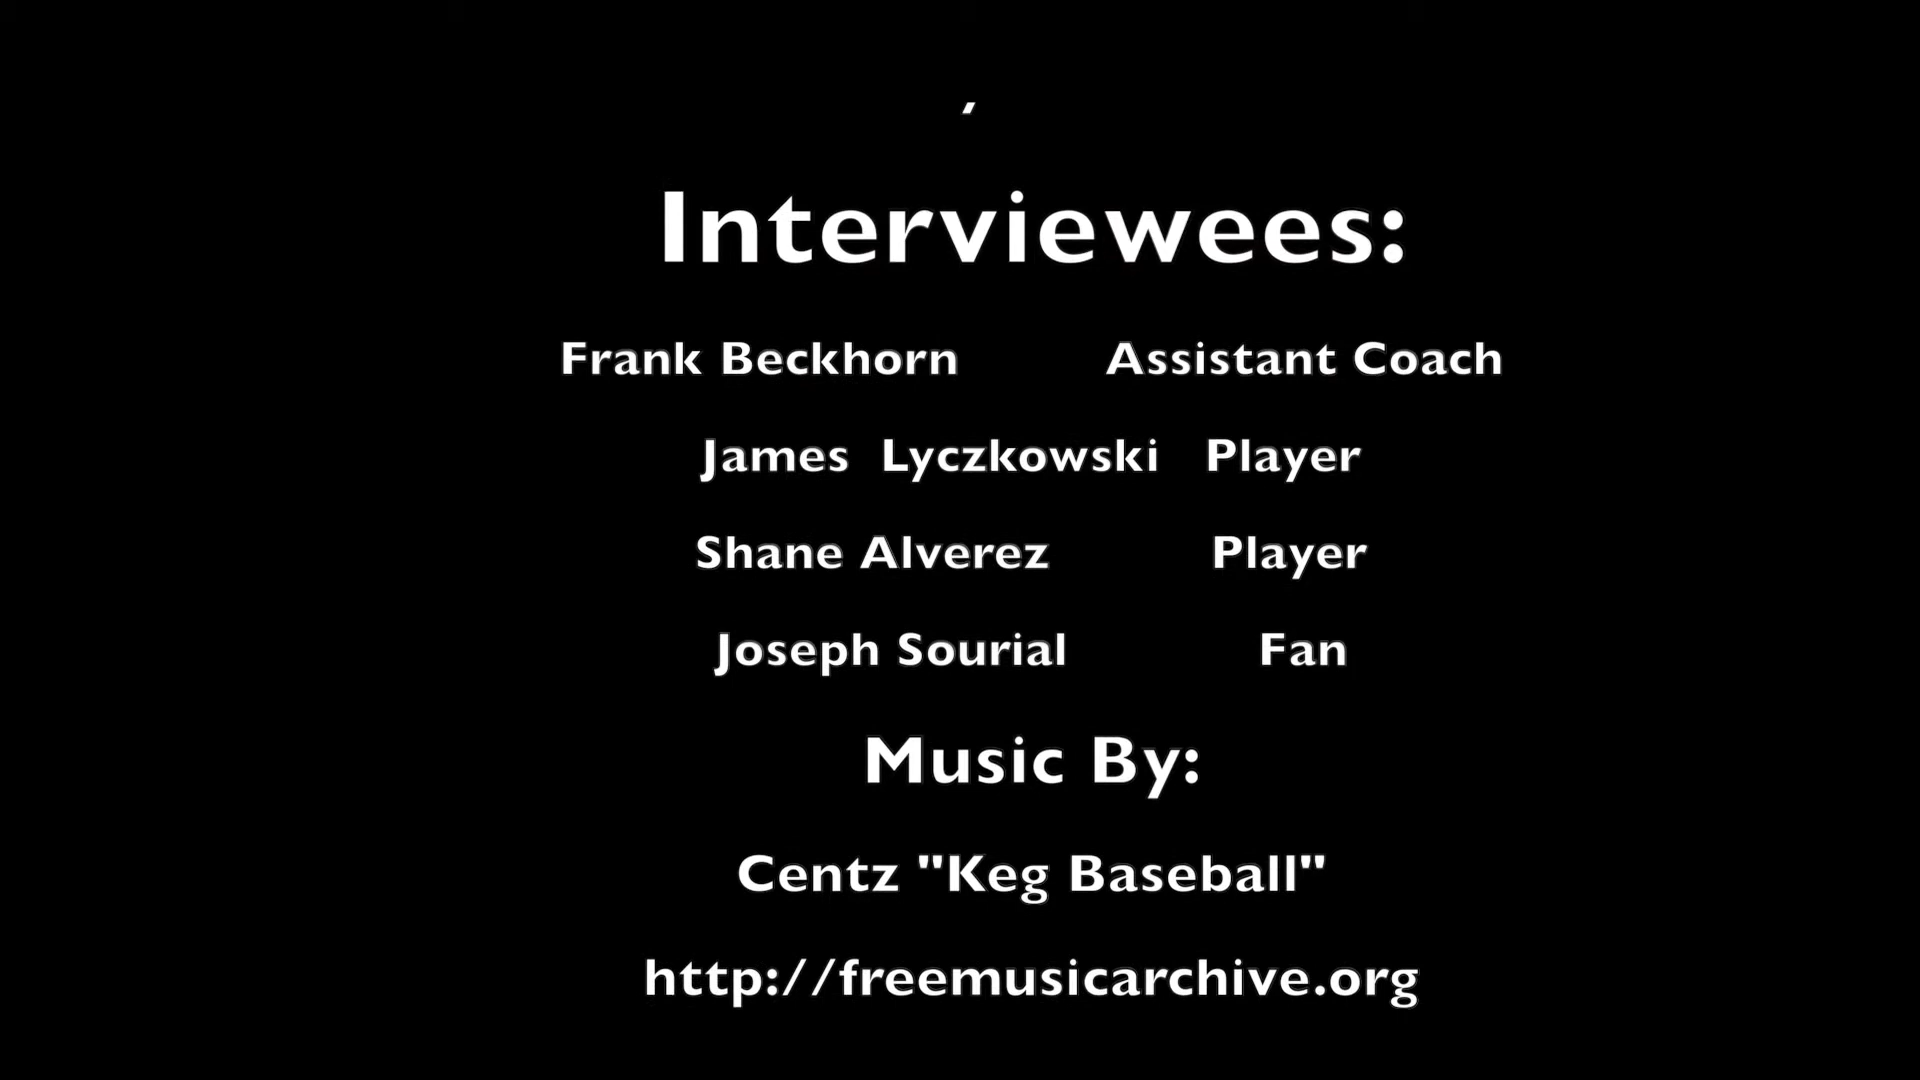 Interviewees:
Frank Beckhorn Assistant Coach
James Lyczkowski Player
Shane Alverez Player
Joseph Sourial Fan
Music By:
Centz "Keg Baseball"
http://freemusicarchive.org